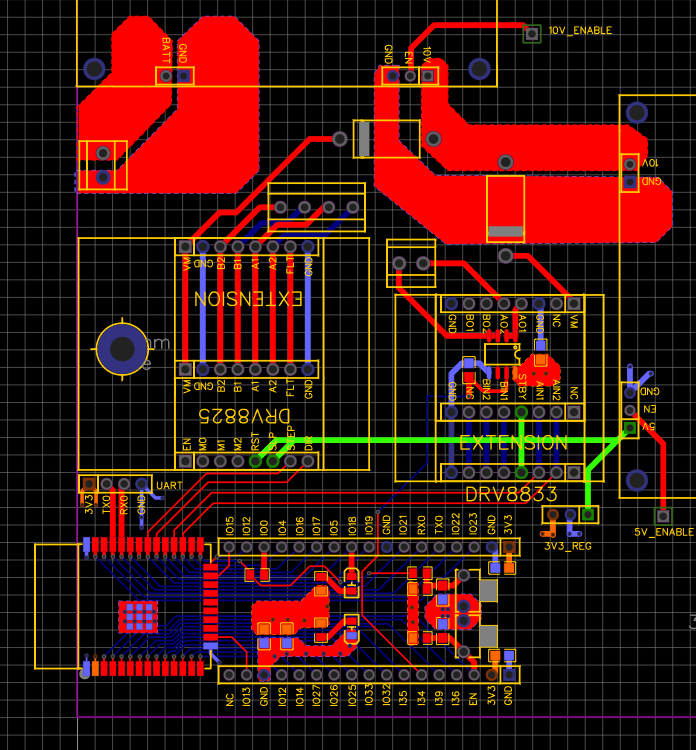 10V_ENABLE
BATT
GND
GND
EN
10V
10V
GND
VM
GND
B2
B1
A1
A2
FLT
GND
EXTENSION
GND
BO1
BO2
AO2
AO1
GND
NC
VM
VM
GND
B2
B1
A1
A2
FLT
GND
DRV8825
GND
NC
BIN2
BIN1
STBY
AIN1
AIN2
NC
GND
EN
5V
EN
M0
M1
M2
RST
SLEEP
DIR
EXTENSION
DRV8833
UART
3V3
TX0
RX0
GND
5V_ENABLE
3V3_REG
IO15
IO12
IO0
IO4
IO16
IO17
IO5
IO18
IO19
GND
IO21
RX0
TX0
IO22
IO23
GND
3V3
NC
IO13
GND
IO12
IO14
IO27
IO26
IO25
IO33
IO32
I35
I34
I39
I36
EN
3V3
GND